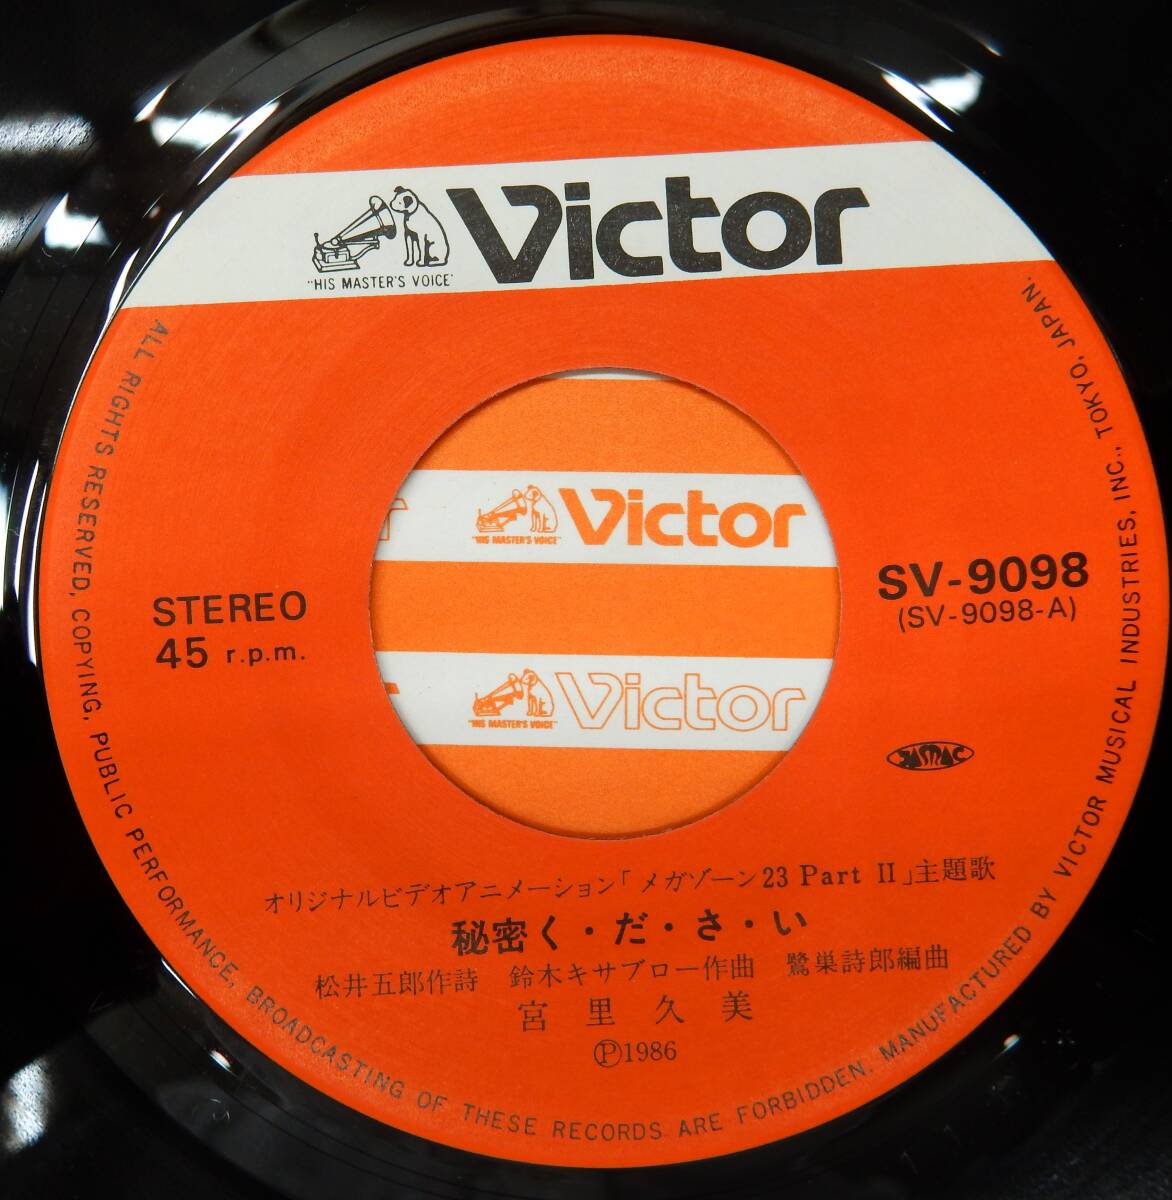 Victor
"HIS MASTER'S VOICE"
Victor
"HIS MASTER'S VOICE"
Victor
"HIS MASTER'S VOICE"
STEREO
45 r.p.m.
SV-9098
(SV-9098-A)
JASRAC
オリジナルビデオアニメーション「メガゾーン23 Part II」主題歌
秘密く・だ・さ・い
松井五郎作詩 鈴木キサブロー作曲 鷺巣詩郎編曲
宮里久美
Ⓟ1986
ALL RIGHTS RESERVED, COPYING, PUBLIC PERFORMANCE, BROADCASTING OF THESE RECORDS ARE FORBIDDEN. MANUFACTURED BY VICTOR MUSICAL INDUSTRIES, INC., TOKYO, JAPAN.